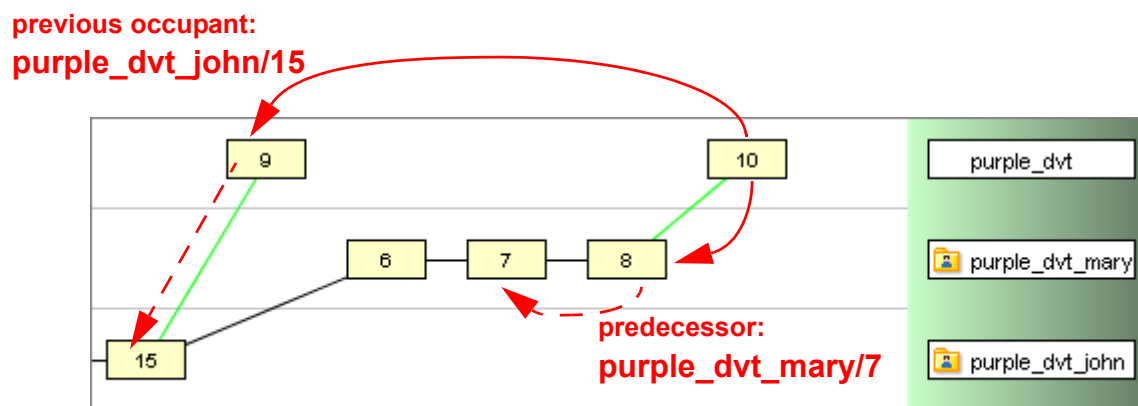 previous occupant:
purple_dvt_john/15
9
10
purple_dvt
6
7
8
purple_dvt_mary
predecessor:
purple_dvt_mary/7
15
purple_dvt_john